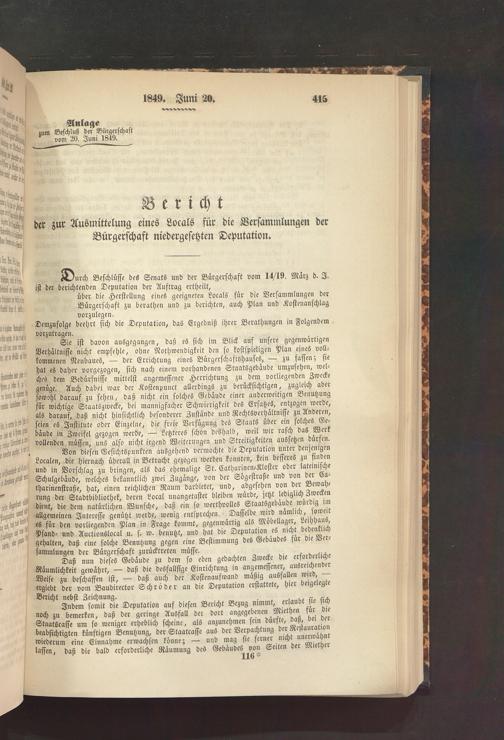 1849. Juni 20. 415
Anlage
zum Beschluß der Bürgerschaft
vom 20. Juni 1849.
Bericht
der zur Ausmittelung eines Locals für die Versammlungen der
Bürgerschaft niedergesetzten Deputation.
Durch Beschlüsse des Senats und der Bürgerschaft vom 14/19. März d. J.
ist der berichtenden Deputation der Auftrag ertheilt,
über die Herstellung eines geeigneten Locals für die Versammlungen der
Bürgerschaft zu berathen und zu berichten, auch Plan und Kostenanschlag
vorzulegen.
Demzufolge beehrt sich die Deputation, das Ergebniß ihrer Berathungen in Folgendem
vorzutragen.
Sie ist davon ausgegangen, daß es sich im Blick auf unsere gegenwärtigen
Verhältnisse nicht empfehle, ohne Nothwendigkeit den so kostspieligen Plan eines voll-
kommenen Neubaues, — der Errichtung eines Bürgerschaftshauses, — zu fassen; sie
hat es daher vorgezogen, sich nach einem vorhandenen Staatsgebäude umzusehen, wel-
ches dem Bedürfnisse mittelst angemessener Herrichtung zu dem vorliegenden Zwecke
genüge. Auch dabei war der Kostenpunct allerdings zu berücksichtigen, zugleich aber
sowohl darauf zu sehen, daß nicht ein solches Gebäude einer anderweitigen Benutzung
für wichtige Staatszwecke, bei mannigfacher Schwierigkeit des Ersatzes, entzogen werde,
als darauf, daß nicht hinsichtlich besonderer Zustände und Rechtsverhältnisse zu Anderen,
seien es Institute oder Einzelne, die freie Verfügung des Staats über ein solches Ge-
bäude in Zweifel gezogen werde, — Letzteres schon deshalb, weil wir rasch das Werk
vollenden müssen, uns also nicht irgend Weiterungen und Streitigkeiten aussehen dürfen.
Von diesen Gesichtspuncten ausgehend vermochte die Deputation unter denjenigen
Localen, die hiernach überall in Betracht gezogen werden konnten, kein besseres zu finden
und in Vorschlag zu bringen, als das ehemalige St. Catharinen-Kloster oder lateinische
Schulgebäude, welches bekanntlich zwei Zugänge, von der Sögestraße und von der Ca-
tharinenstraße, hat, einen reichlichen Raum darbietet, und, abgesehen von der Bewah-
rung der Stadtbibliothek, deren Local unangetastet bleiben würde, jetzt lediglich Zwecken
dient, die dem natürlichen Wunsche, daß ein so werthvolles Staatsgebäude würdig im
allgemeinen Interesse genützt werde, wenig entsprechen. Dasselbe wird nämlich, soweit
es für den vorliegenden Plan in Frage komme, gegenwärtig als Möbellager, Leihhaus,
Pfand- und Auctionslocal u. s. w. benutzt, und hat die Deputation es nicht bedenklich
gehalten, daß eine solche Benutzung gegen eine Bestimmung des Gebäudes für die Ver-
sammlungen der Bürgerschaft zurücktreten müsse.
Daß nun dieses Gebäude zu dem so eben gedachten Zwecke die erforderliche
Räumlichkeit gewähre, — daß die desfallsige Einrichtung in angemessener, ausreichender
Weise zu beschaffen ist, — daß auch der Kostenaufwand mäßig ausfallen wird, —
ergiebt der vom Baudirector Schröder an die Deputation erstattete, hier beigelegte
Bericht nebst Zeichnung.
Indem somit die Deputation auf diesen Bericht Bezug nimmt, erlaubt sie sich
noch zu bemerken, daß der geringe Ausfall der dort angegebenen Miethen für die
Staatscasse um so weniger erheblich scheine, als anzunehmen sein dürfte, daß, bei der
beabsichtigten künftigen Benutzung, der Staatcasse aus der Verpachtung der Restauration
wiederum eine Einnahme erwachsen könne; — und mag sie ferner nicht unerwähnt
lassen, daß die bald erforderliche Räumung des Gebäudes von Seiten der Miether
116